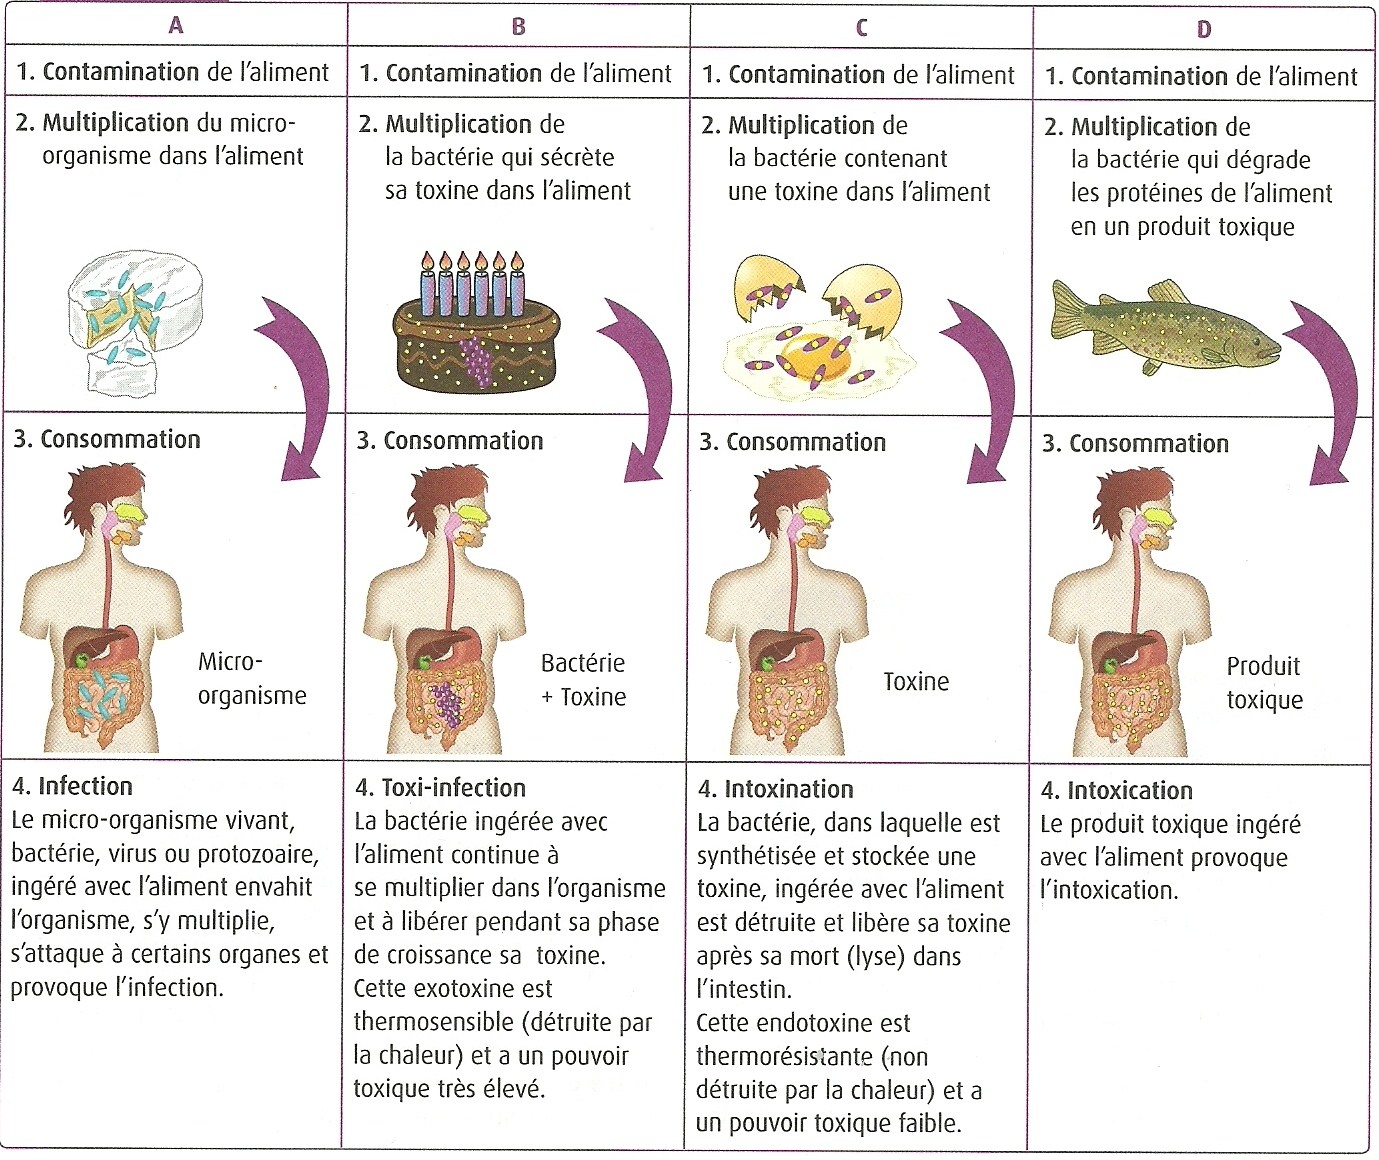 A
1. Contamination de l'aliment
2. Multiplication du micro-
organisme dans l'aliment
3. Consommation
Micro-
organisme
4. Infection
Le micro-organisme vivant,
bactérie, virus ou protozoaire,
ingéré avec l'aliment envahit
l'organisme, s'y multiplie,
s'attaque à certains organes et
provoque l'infection.
B
1. Contamination de l'aliment
2. Multiplication de
la bactérie qui sécrète
sa toxine dans l'aliment
3. Consommation
Bactérie
+ Toxine
4. Toxi-infection
La bactérie ingérée avec
l'aliment continue à
se multiplier dans l'organisme
et à libérer pendant sa phase
de croissance sa toxine.
Cette exotoxine est
thermosensible (détruite par
la chaleur) et a un pouvoir
toxique très élevé.
C
1. Contamination de l'aliment
2. Multiplication de
la bactérie contenant
une toxine dans l'aliment
3. Consommation
Toxine
4. Intoxination
La bactérie, dans laquelle est
synthétisée et stockée une
toxine, ingérée avec l'aliment
est détruite et libère sa toxine
après sa mort (lyse) dans
l'intestin.
Cette endotoxine est
thermorésistante (non
détruite par la chaleur) et a
un pouvoir toxique faible.
D
1. Contamination de l'aliment
2. Multiplication de
la bactérie qui dégrade
les protéines de l'aliment
en un produit toxique
3. Consommation
Produit
toxique
4. Intoxication
Le produit toxique ingéré
avec l'aliment provoque
l'intoxication.